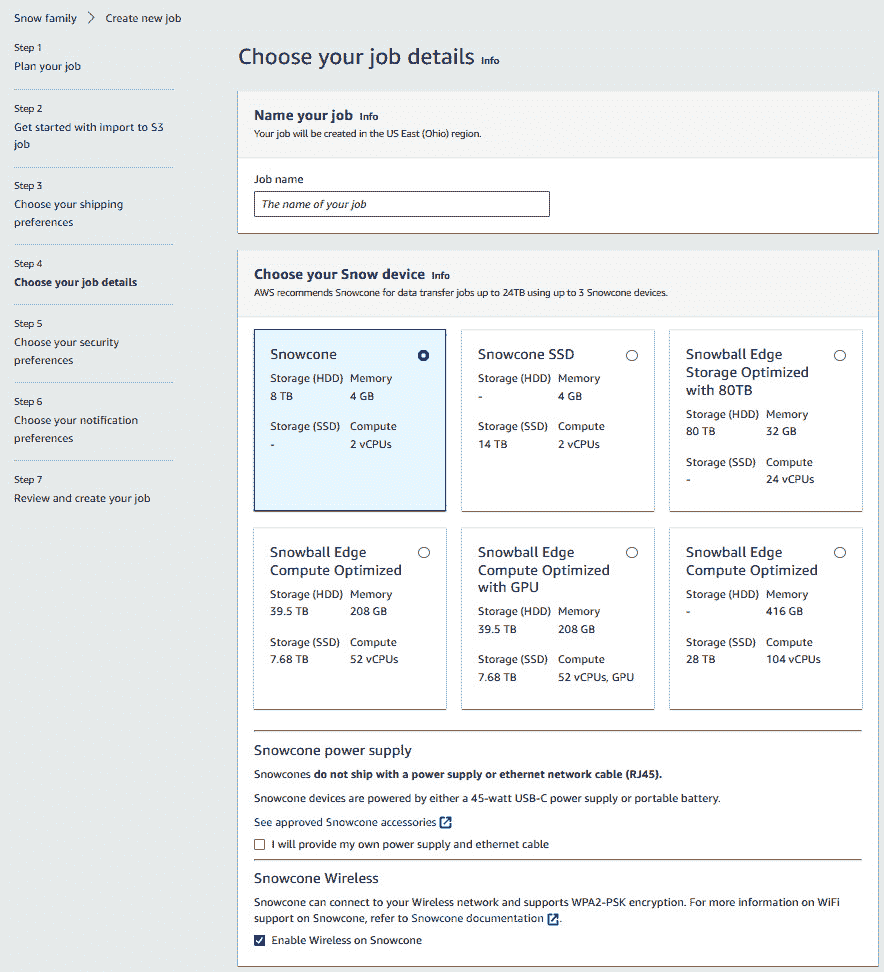 Snow family > Create new job
Step 1
Plan your job
Step 2
Get started with import to S3
job
Step 3
Choose your shipping
preferences
Step 4
Choose your job details
Step 5
Choose your security
preferences
Step 6
Choose your notification
preferences
Step 7
Review and create your job
Choose your job details Info
Name your job Info
Your job will be created in the US East (Ohio) region.
Job name
The name of your job
Choose your Snow device Info
AWS recommends Snowcone for data transfer jobs up to 24TB using up to 3 Snowcone devices.
Snowcone
Storage (HDD) Memory
8 TB 4 GB
Storage (SSD) Compute
- 2 vCPUs
Snowcone SSD
Storage (HDD) Memory
- 4 GB
Storage (SSD) Compute
14 TB 2 vCPUs
Snowball Edge
Storage Optimized
with 80TB
Storage (HDD) Memory
80 TB 32 GB
Storage (SSD) Compute
- 24 vCPUs
Snowball Edge
Compute Optimized
Storage (HDD) Memory
39.5 TB 208 GB
Storage (SSD) Compute
7.68 TB 52 vCPUs
Snowball Edge
Compute Optimized
with GPU
Storage (HDD) Memory
39.5 TB 208 GB
Storage (SSD) Compute
7.68 TB 52 vCPUs, GPU
Snowball Edge
Compute Optimized
Storage (HDD) Memory
- 416 GB
Storage (SSD) Compute
28 TB 104 vCPUs
Snowcone power supply
Snowcones do not ship with a power supply or ethernet network cable (RJ45).
Snowcone devices are powered by either a 45-watt USB-C power supply or portable battery.
See approved Snowcone accessories
I will provide my own power supply and ethernet cable
Snowcone Wireless
Snowcone can connect to your Wireless network and supports WPA2-PSK encryption. For more information on WiFi
support on Snowcone, refer to Snowcone documentation.
Enable Wireless on Snowcone